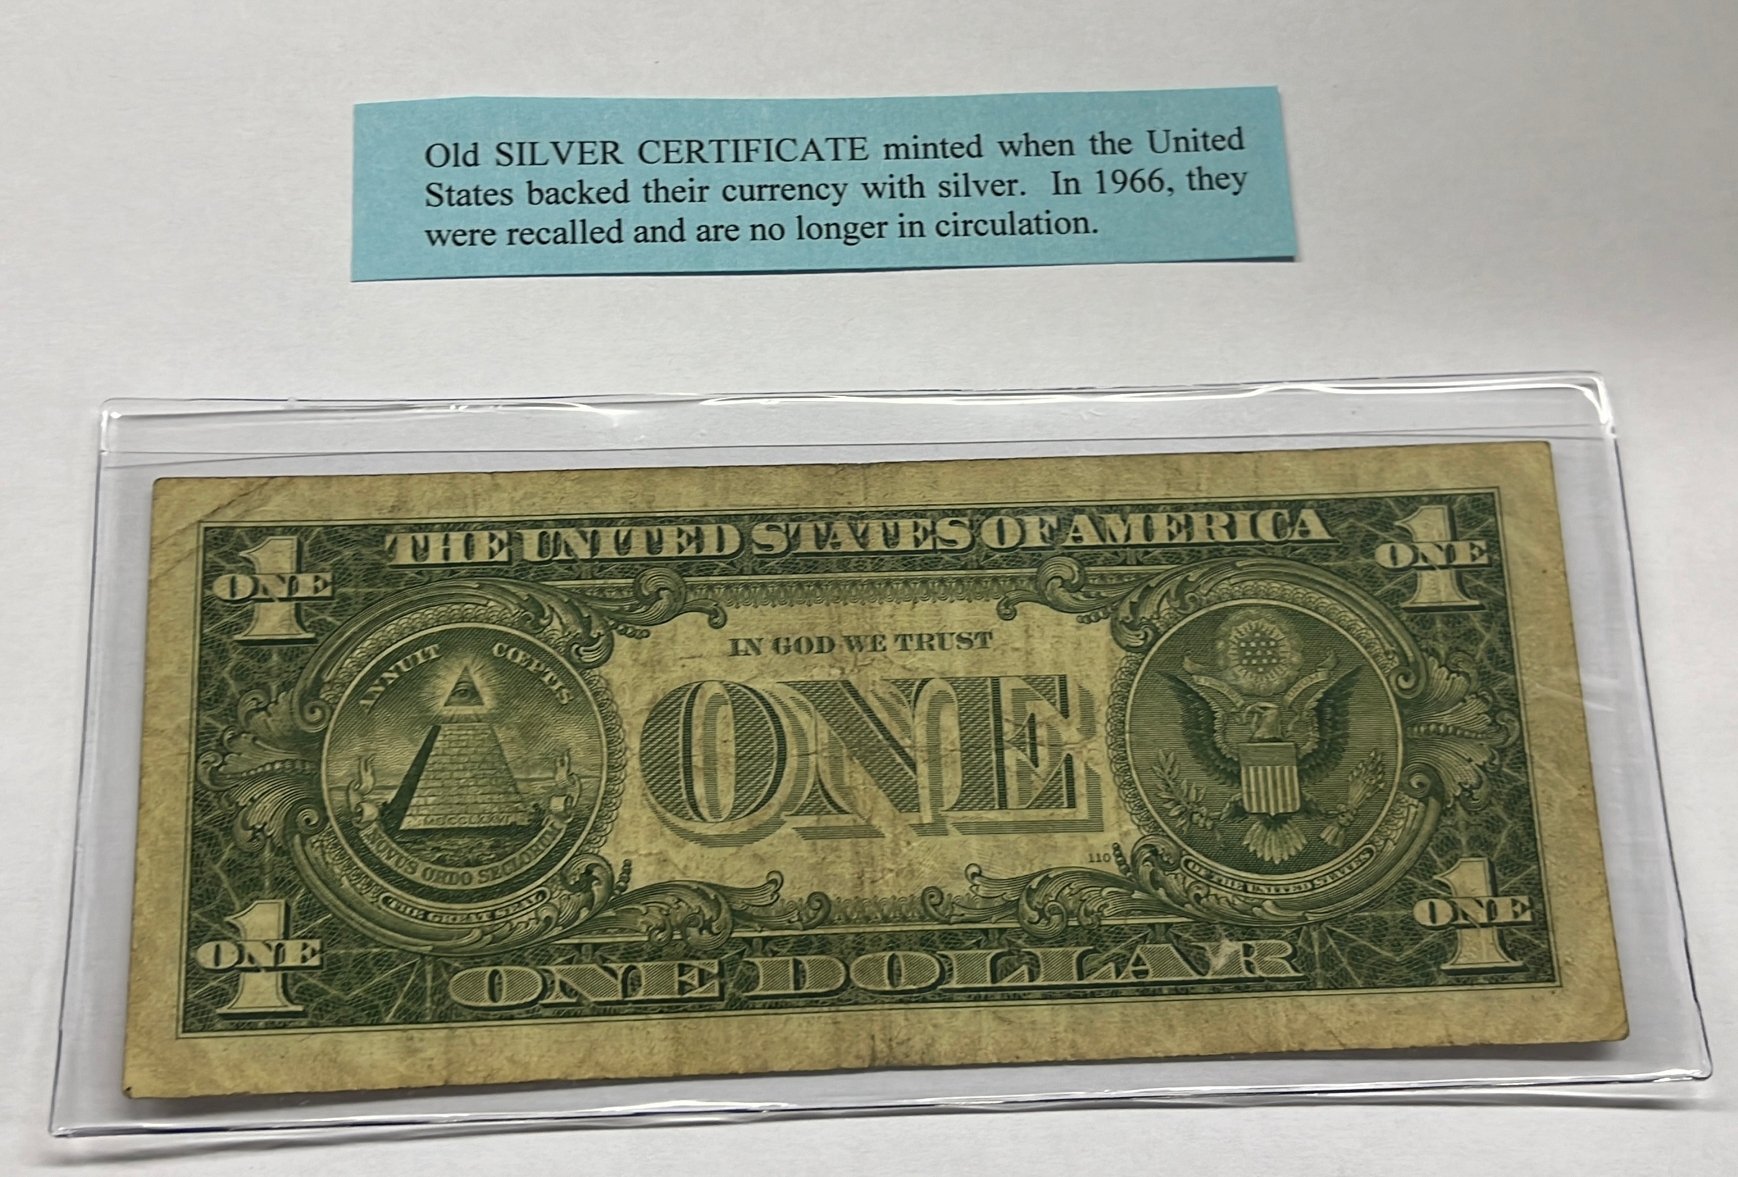 Old SILVER CERTIFICATE minted when the United
States backed their currency with silver. In 1966, they
were recalled and are no longer in circulation.
THE UNITED STATES OF AMERICA
1 ONE
1 ONE
IN GOD WE TRUST
ANNUIT CŒPTIS
ONE
MDCCLXXVI
NOVUS ORDO SECLORUM
THE GREAT SEAL
110
OF THE UNITED STATES
1 ONE
1 ONE
ONE DOLLAR